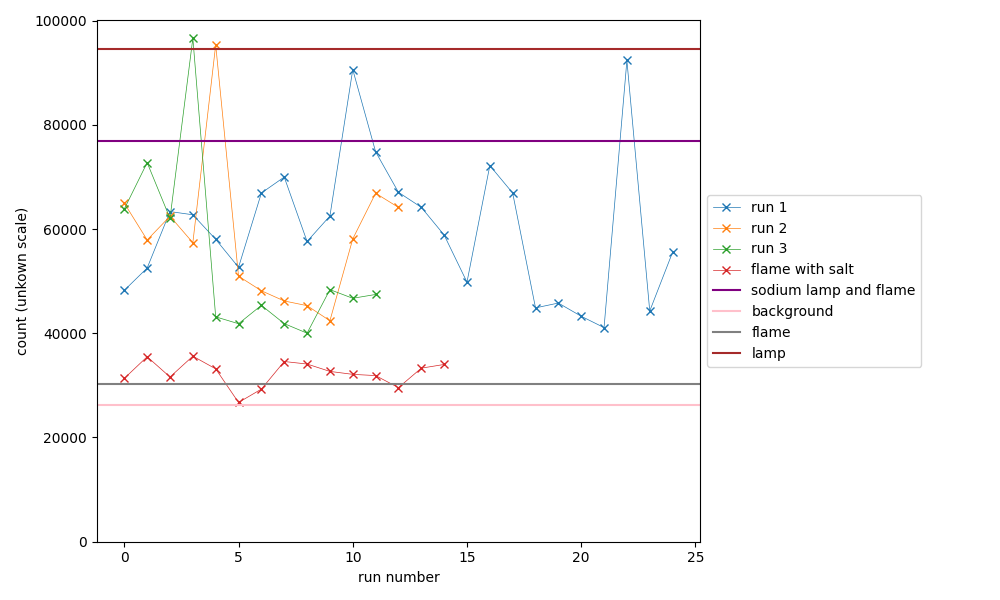 100000
80000
60000
40000
20000
0
count (unkown scale)
0 5 10 15 20 25
run number
run 1
run 2
run 3
flame with salt
sodium lamp and flame
background
flame
lamp